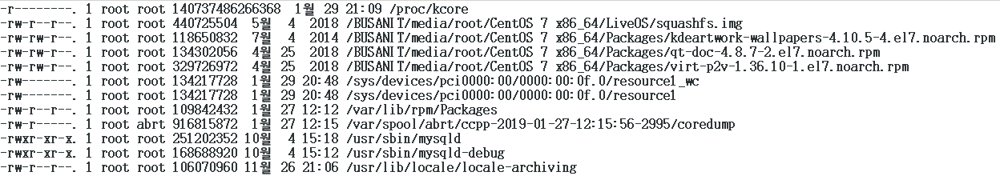 -r--------. 1 root root 140737486266368  1월 29 21:09 /proc/kcore
-rw-r--r--. 1 root root 440725504  5월  4  2018 /BUSANIT/media/root/CentOS 7 x86_64/LiveOS/squashfs.img
-rw-rw-r--. 1 root root 118650832  7월  4  2014 /BUSANIT/media/root/CentOS 7 x86_64/Packages/kdeartwork-wallpapers-4.10.5-4.el7.noarch.rpm
-rw-rw-r--. 1 root root 134302056  4월 25  2018 /BUSANIT/media/root/CentOS 7 x86_64/Packages/qt-doc-4.8.7-2.el7.noarch.rpm
-rw-rw-r--. 1 root root 329726972  4월 25  2018 /BUSANIT/media/root/CentOS 7 x86_64/Packages/virt-p2v-1.36.10-1.el7.noarch.rpm
-rw-------. 1 root root 134217728  1월 29 20:48 /sys/devices/pci0000:00/0000:00:0f.0/resource1_wc
-rw-------. 1 root root 134217728  1월 29 20:48 /sys/devices/pci0000:00/0000:00:0f.0/resource1
-rw-r--r--. 1 root root 109842432  1월 27 12:12 /var/lib/rpm/Packages
-rw-r-----. 1 root abrt 916815872  1월 27 12:15 /var/spool/abrt/ccpp-2019-01-27-12:15:56-2995/coredump
-rwxr-xr-x. 1 root root 251202352 10월  4 15:18 /usr/sbin/mysqld
-rwxr-xr-x. 1 root root 168688920 10월  4 15:12 /usr/sbin/mysqld-debug
-rw-r--r--. 1 root root 106070960 11월 26 21:06 /usr/lib/locale/locale-archiving